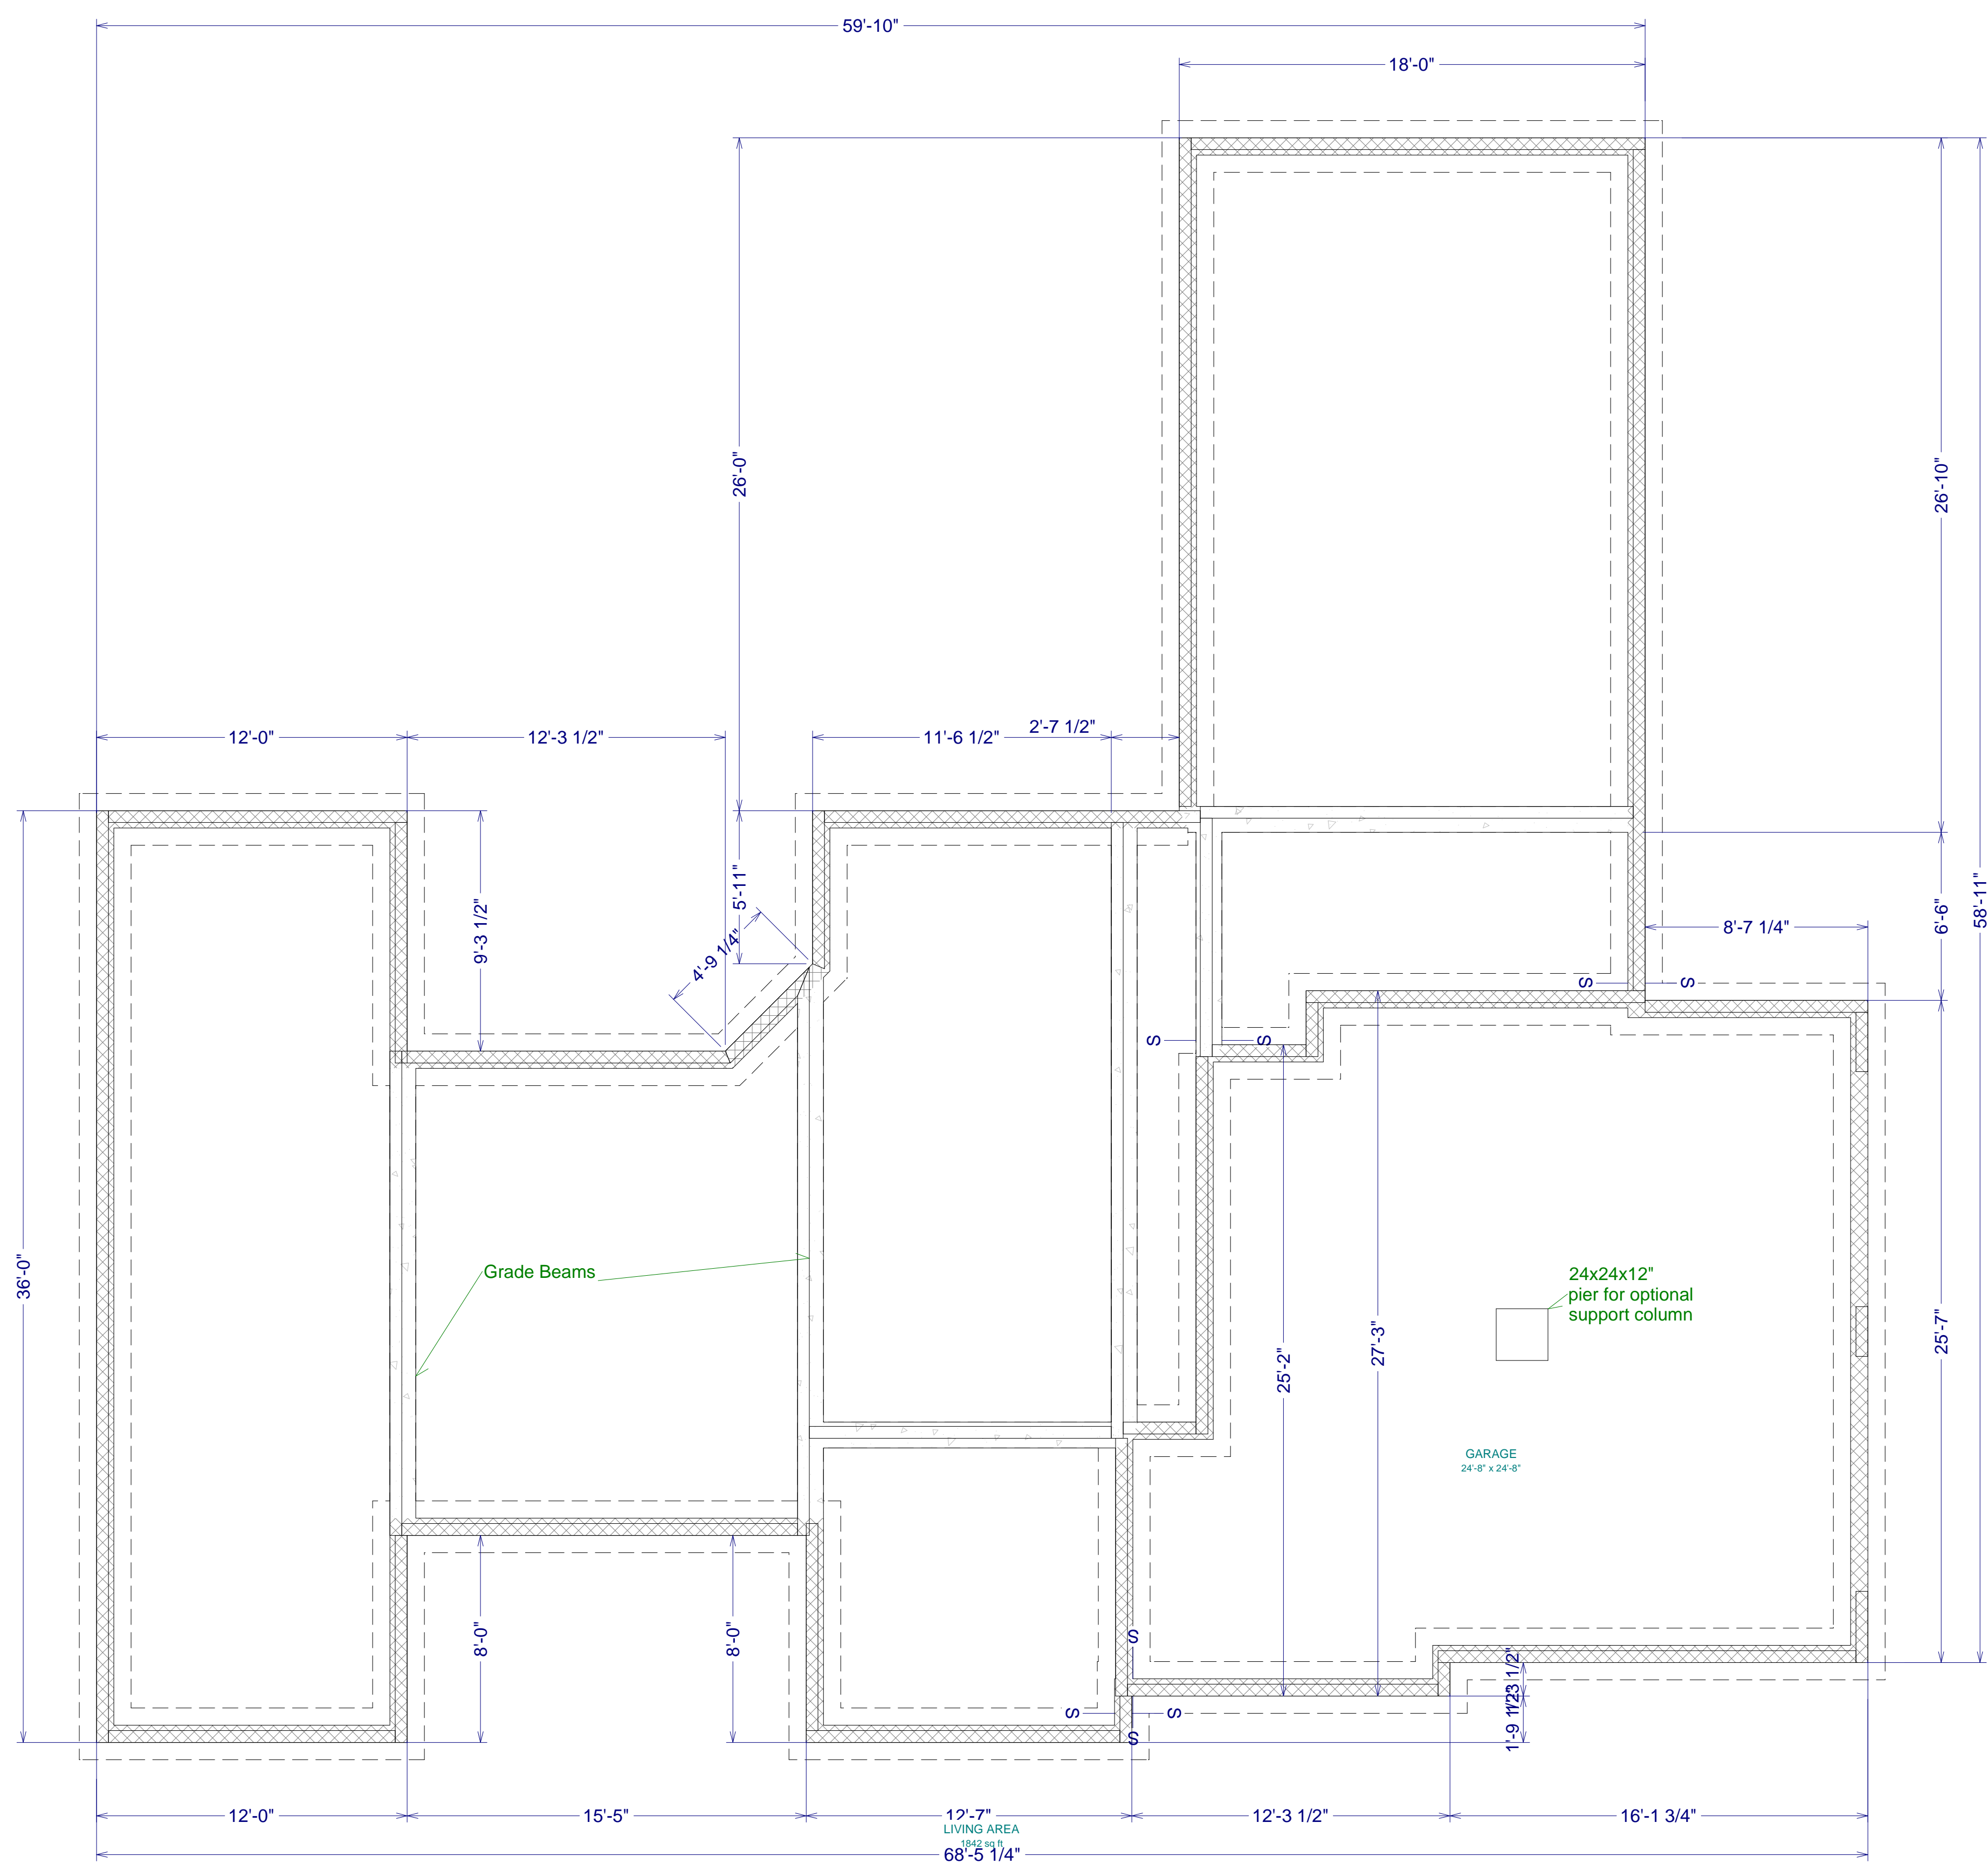 59'-10"
18'-0"
26'-0"
26'-10"
12'-0"
12'-3 1/2"
11'-6 1/2"
2'-7 1/2"
9'-3 1/2"
5'-11"
4'-9 1/4"
6'-6"
58'-11"
8'-7 1/4"
S
S
S
S
36'-0"
Grade Beams
24x24x12"
pier for optional
support column
25'-2"
27'-3"
25'-7"
GARAGE
24'-8" x 24'-8"
8'-0"
8'-0"
S
S
S
S
1'-9 1/2"
12'-0"
15'-5"
12'-7"
12'-3 1/2"
16'-1 3/4"
LIVING AREA
1842 sq ft
68'-5 1/4"